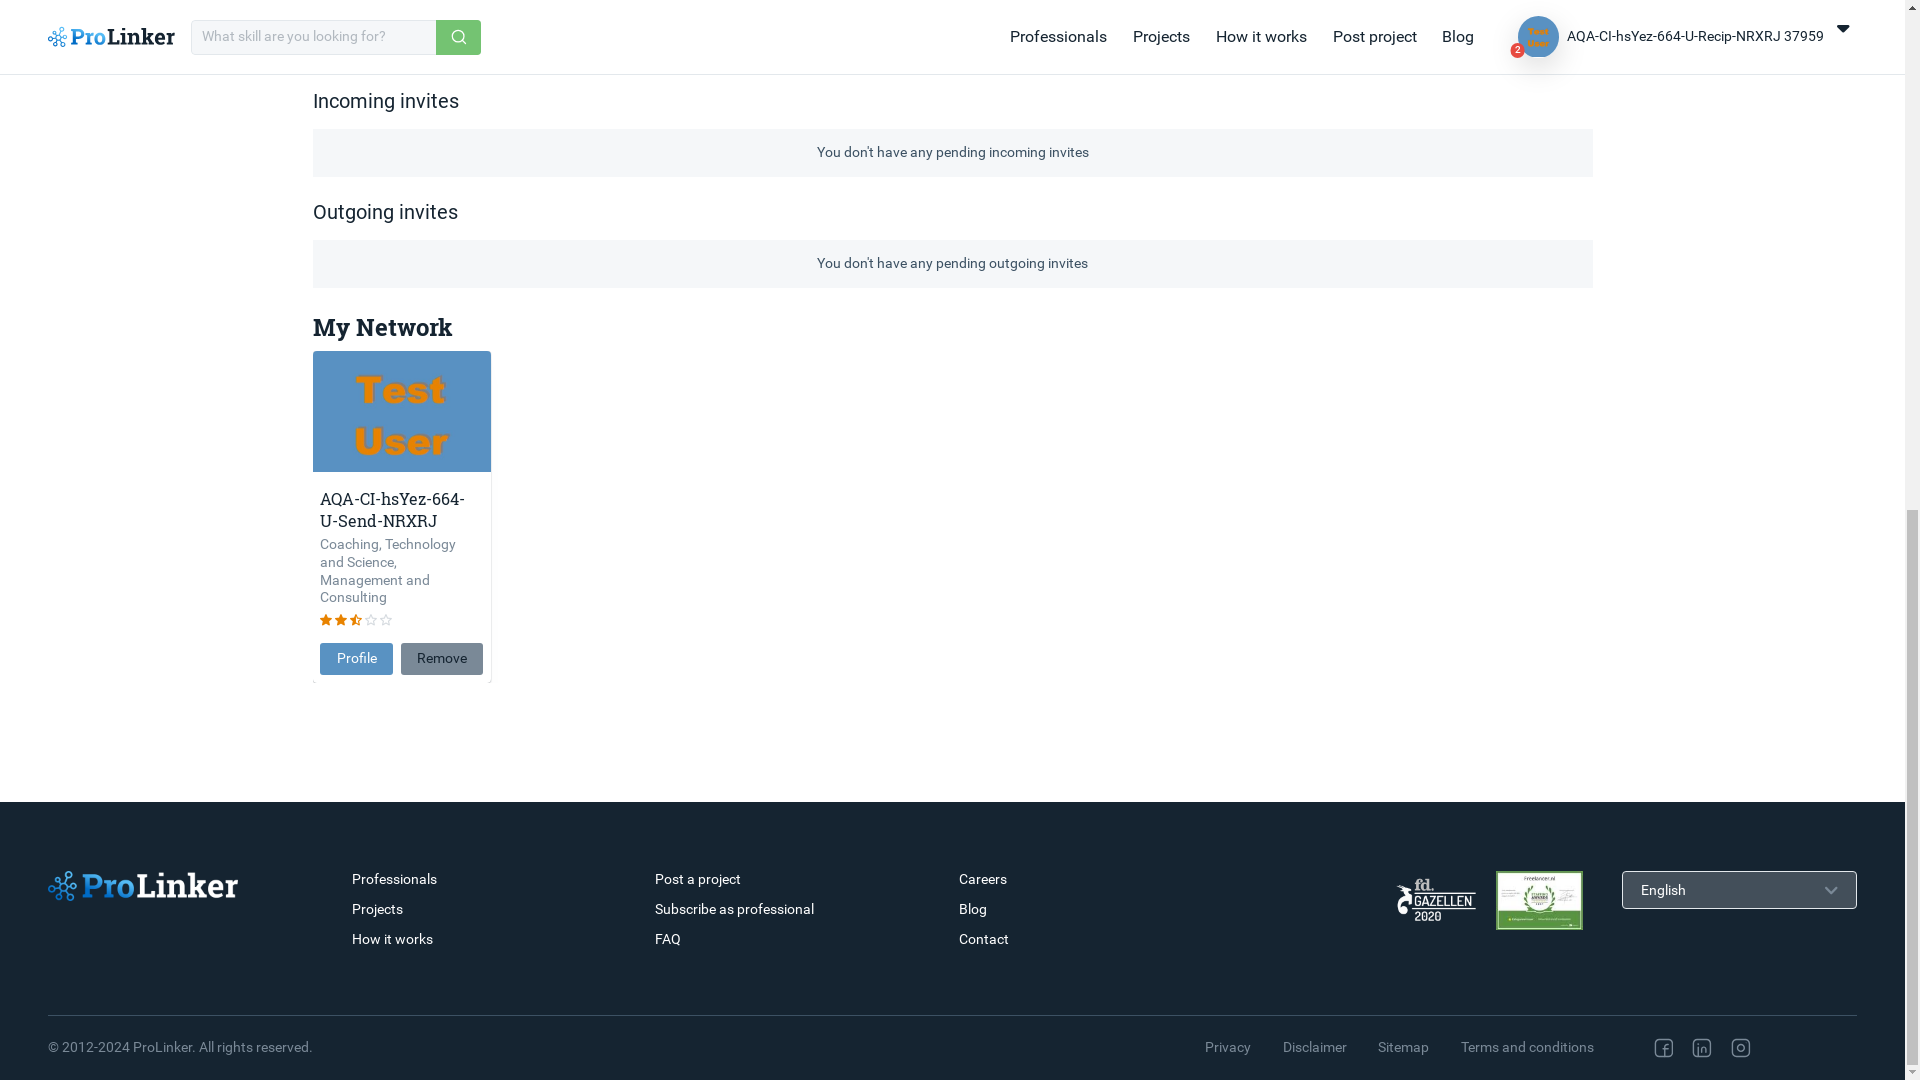 ProLinker
What skill are you looking for?
Professionals
Projects
How it works
Post project
Blog
Test
User
2
AQA-CI-hsYez-664-U-Recip-NRXRJ 37959
Incoming invites
You don't have any pending incoming invites
Outgoing invites
You don't have any pending outgoing invites
My Network
Test
User
AQA-CI-hsYez-664-
U-Send-NRXRJ
Coaching, Technology
and Science,
Management and
Consulting
Profile
Remove
ProLinker
Professionals
Projects
How it works
Post a project
Subscribe as professional
FAQ
Careers
Blog
Contact
fd.
GAZELLEN
2020
Freelancer.nl
English
© 2012-2024 ProLinker. All rights reserved.
Privacy
Disclaimer
Sitemap
Terms and conditions